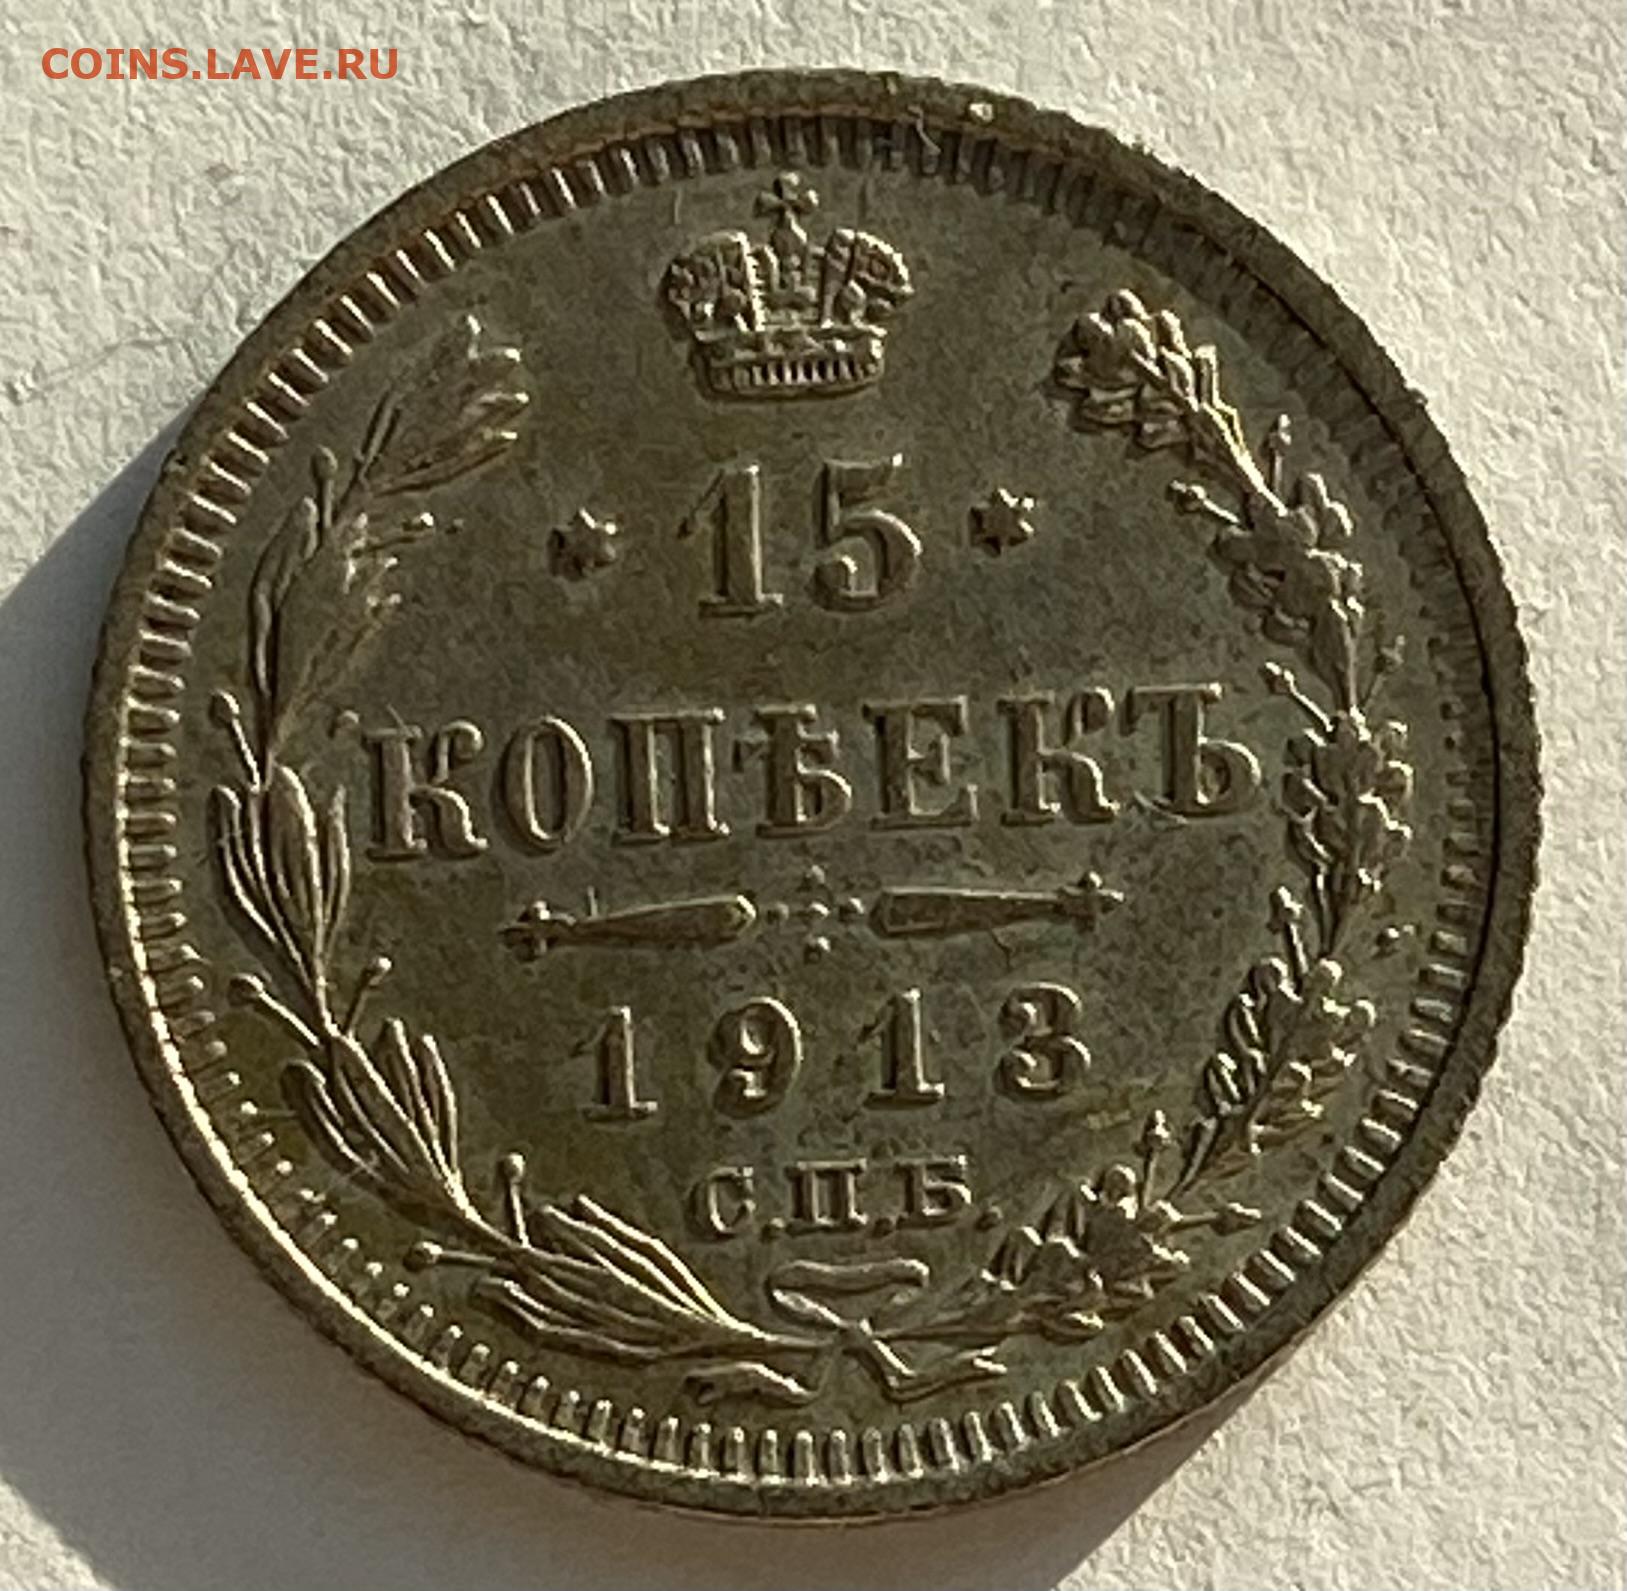 COINS.LAVE.RU
* 15 *
КОПѢЕКЪ
1913
С.П.Б.